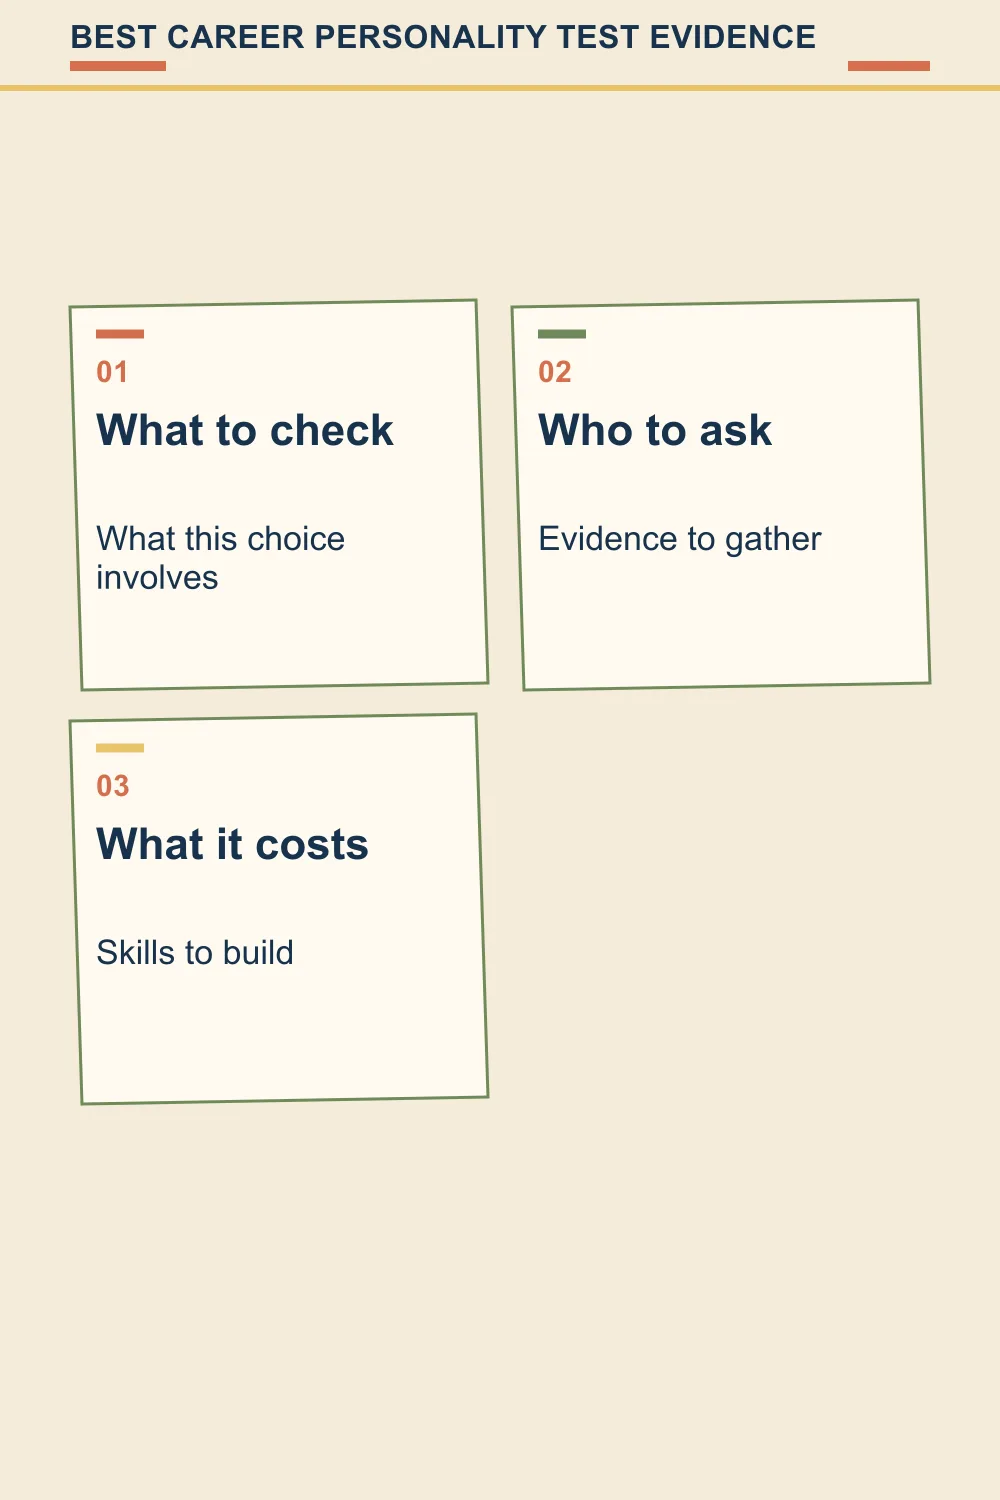 BEST CAREER PERSONALITY TEST EVIDENCE
01
What to check
What this choice
involves
02
Who to ask
Evidence to gather
03
What it costs
Skills to build